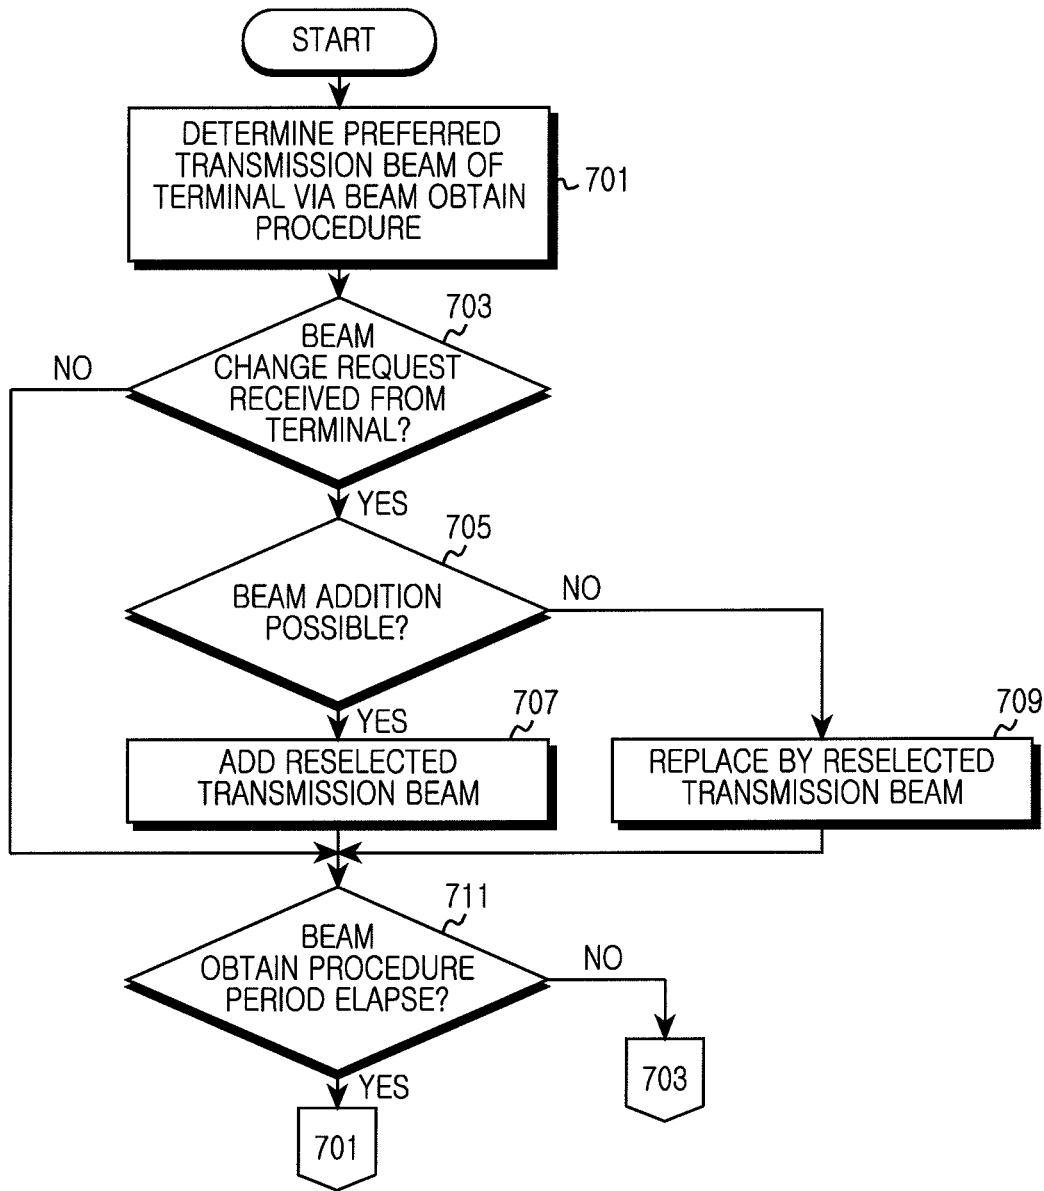 START
DETERMINE PREFERRED
TRANSMISSION BEAM OF
TERMINAL VIA BEAM OBTAIN
PROCEDURE
701
703
BEAM
CHANGE REQUEST
RECEIVED FROM
TERMINAL?
NO
YES
705
BEAM ADDITION
POSSIBLE?
NO
YES
707
ADD RESELECTED
TRANSMISSION BEAM
709
REPLACE BY RESELECTED
TRANSMISSION BEAM
711
BEAM
OBTAIN PROCEDURE
PERIOD ELAPSE?
NO
703
YES
701